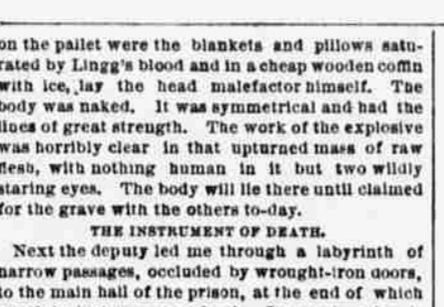 on the pallet were the blankets and pillows satu-
rated by Lingg's blood and in a cheap wooden coffin
with ice, lay the head malefactor himself. The
body was naked. It was symmetrical and had the
lines of great strength. The work of the explosive
was horribly clear in that upturned mass of raw
flesh, with nothing human in it but two wildly
staring eyes. The body will lie there until claimed
for the grave with the others to-day.
THE INSTRUMENT OF DEATH.
Next the deputy led me through a labyrinth of
narrow passages, occluded by wrought-iron doors,
to the main hall of the prison, at the end of which